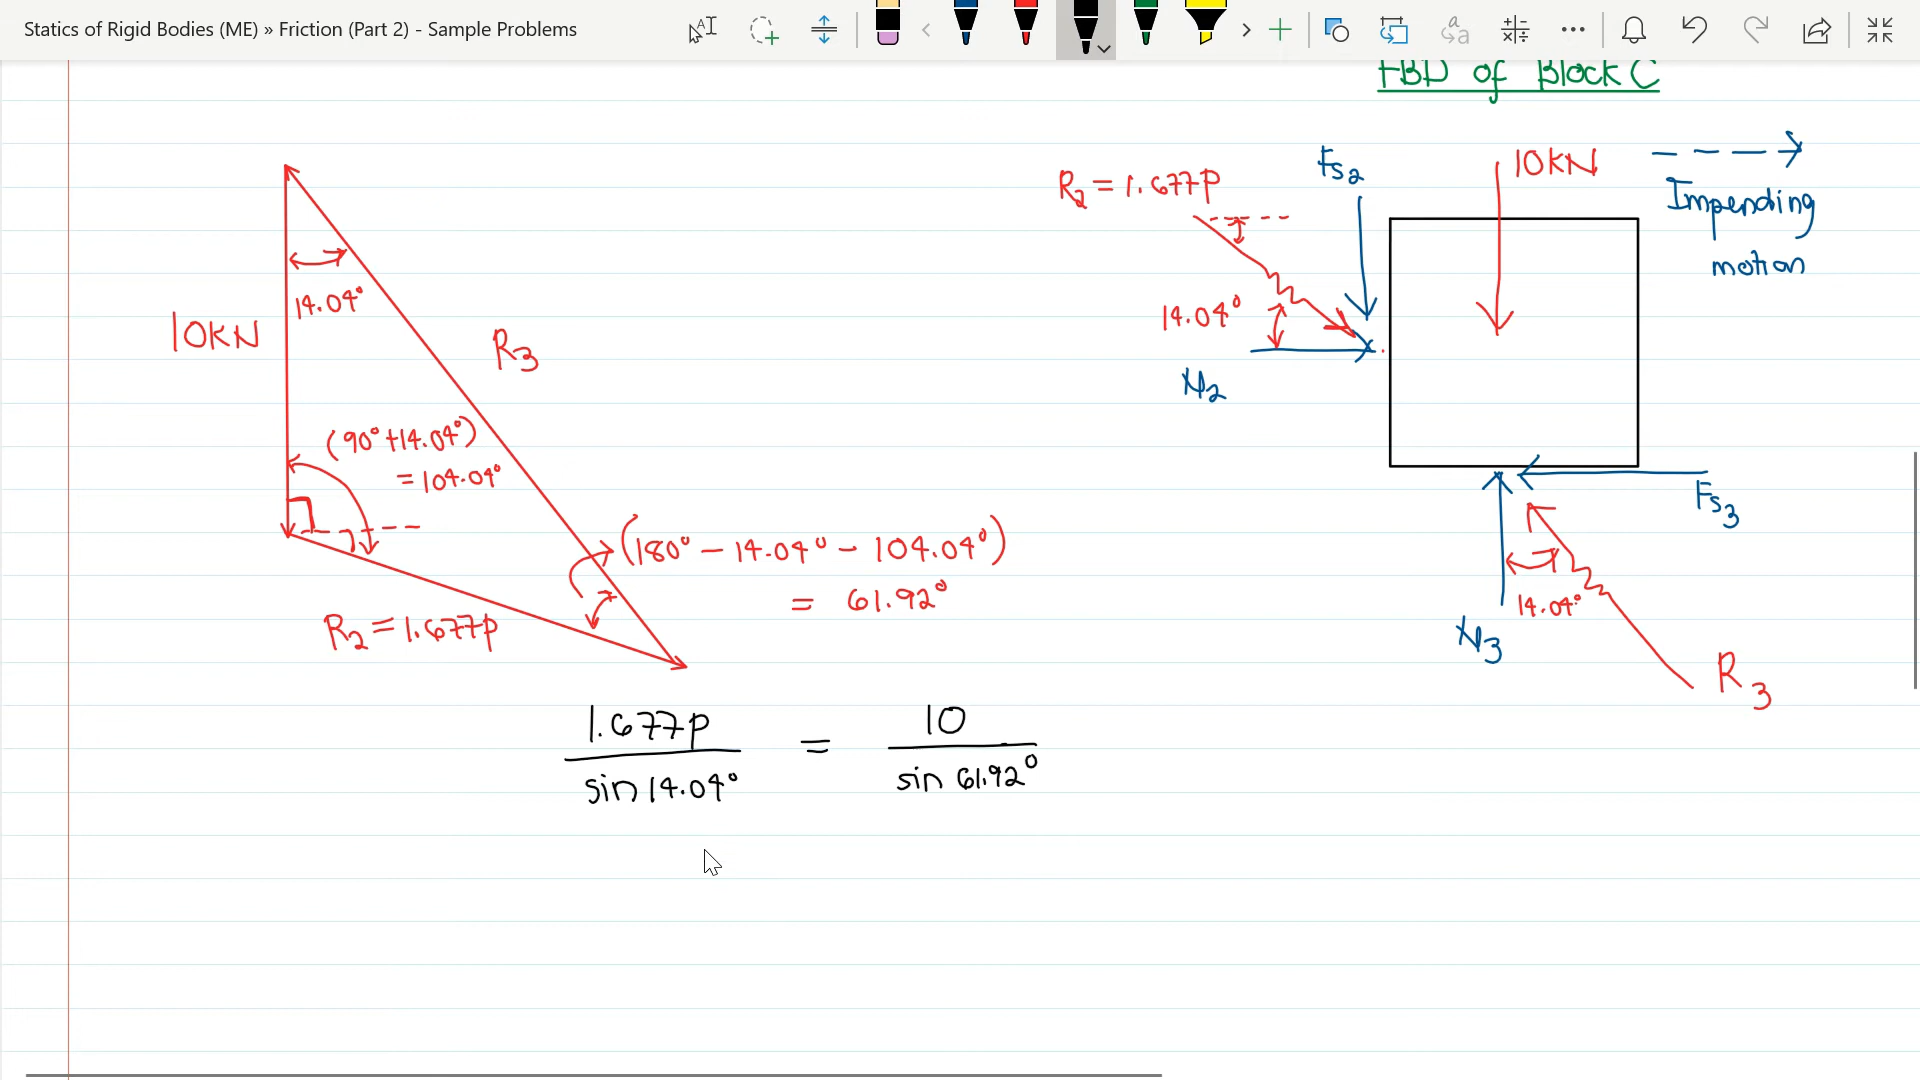 Statics of Rigid Bodies (ME) » Friction (Part 2) - Sample Problems
FBD of Block C
10KN
Impending
motion
Fs2
R2 = 1.677P
14.04°
N2
Fs3
14.04°
N3
R3
14.04°
10KN
R3
(90° + 14.04°)
= 104.04°
(180° - 14.04° - 104.04°)
= 61.92°
R2 = 1.677P
1.677P / sin 14.04° = 10 / sin 61.92°